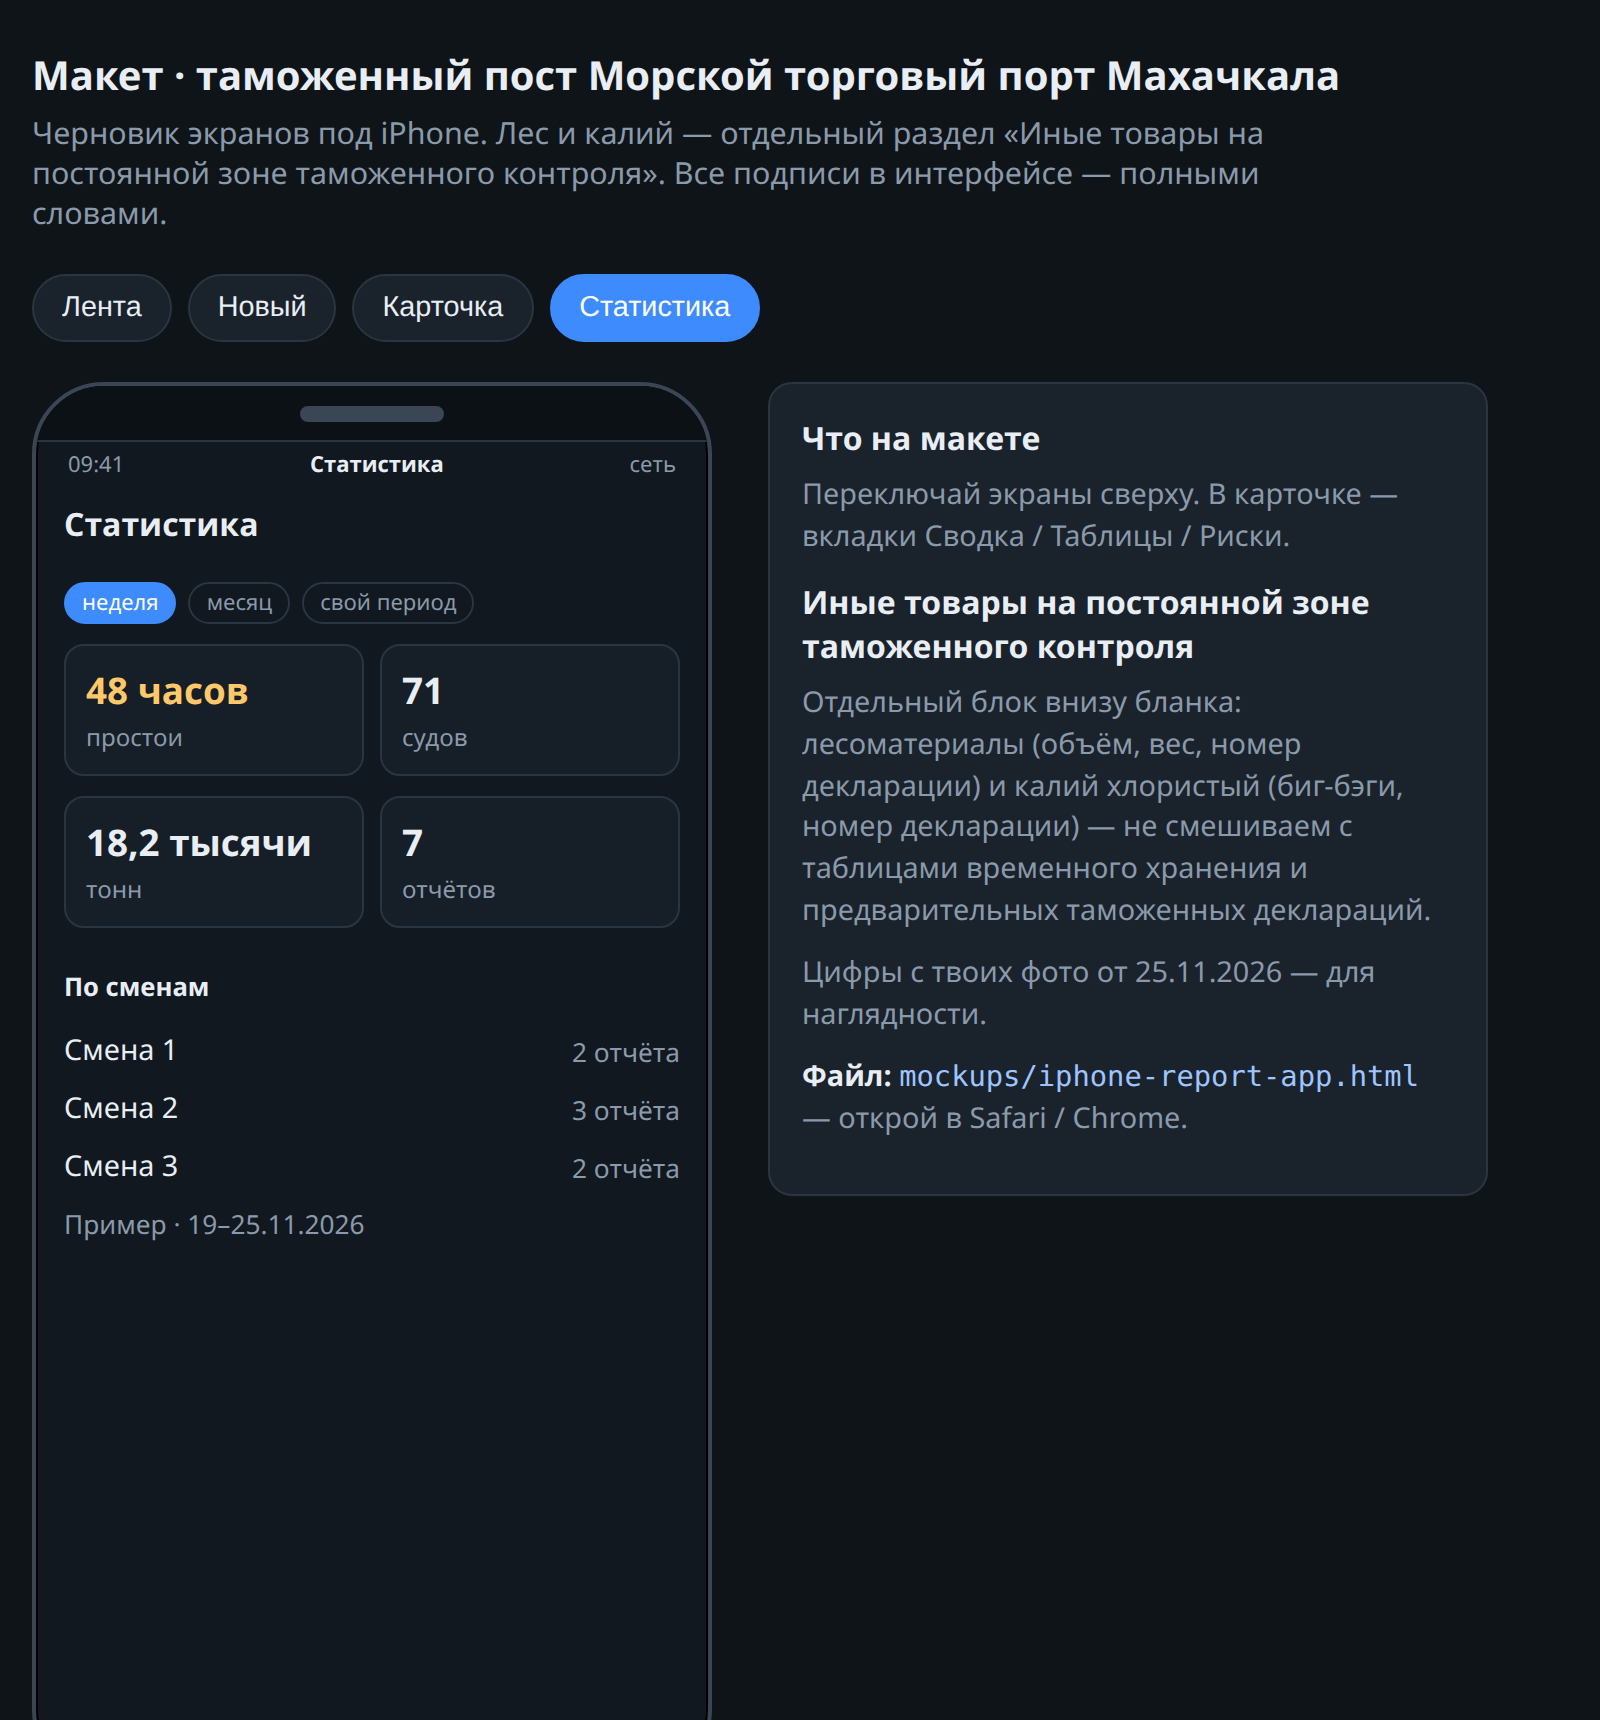 Макет · таможенный пост Морской торговый порт Махачкала
Черновик экранов под iPhone. Лес и калий — отдельный раздел «Иные товары на
постоянной зоне таможенного контроля». Все подписи в интерфейсе — полными
словами.
Лента
Новый
Карточка
Статистика
09:41
Статистика
сеть
Статистика
неделя
месяц
свой период
48 часов
простои
71
судов
18,2 тысячи
тонн
7
отчётов
По сменам
Смена 1
2 отчёта
Смена 2
3 отчёта
Смена 3
2 отчёта
Пример · 19–25.11.2026
Что на макете
Переключай экраны сверху. В карточке —
вкладки Сводка / Таблицы / Риски.
Иные товары на постоянной зоне
таможенного контроля
Отдельный блок внизу бланка:
лесоматериалы (объём, вес, номер
декларации) и калий хлористый (биг-бэги,
номер декларации) — не смешиваем с
таблицами временного хранения и
предварительных таможенных деклараций.
Цифры с твоих фото от 25.11.2026 — для
наглядности.
Файл: mockups/iphone-report-app.html
— открой в Safari / Chrome.